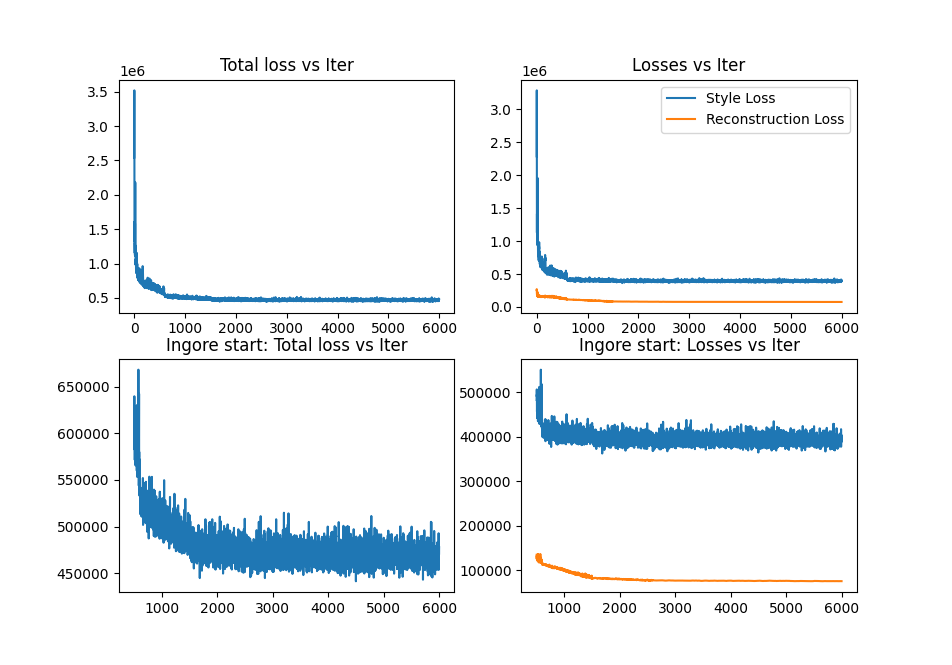 Total loss vs Iter
1e6
3.5
3.0
2.5
2.0
1.5
1.0
0.5
0 1000 2000 3000 4000 5000 6000
Losses vs Iter
1e6
Style Loss
Reconstruction Loss
3.0
2.5
2.0
1.5
1.0
0.5
0.0
0 1000 2000 3000 4000 5000 6000
Ingore start: Total loss vs Iter
650000
600000
550000
500000
450000
1000 2000 3000 4000 5000 6000
Ingore start: Losses vs Iter
500000
400000
300000
200000
100000
1000 2000 3000 4000 5000 6000